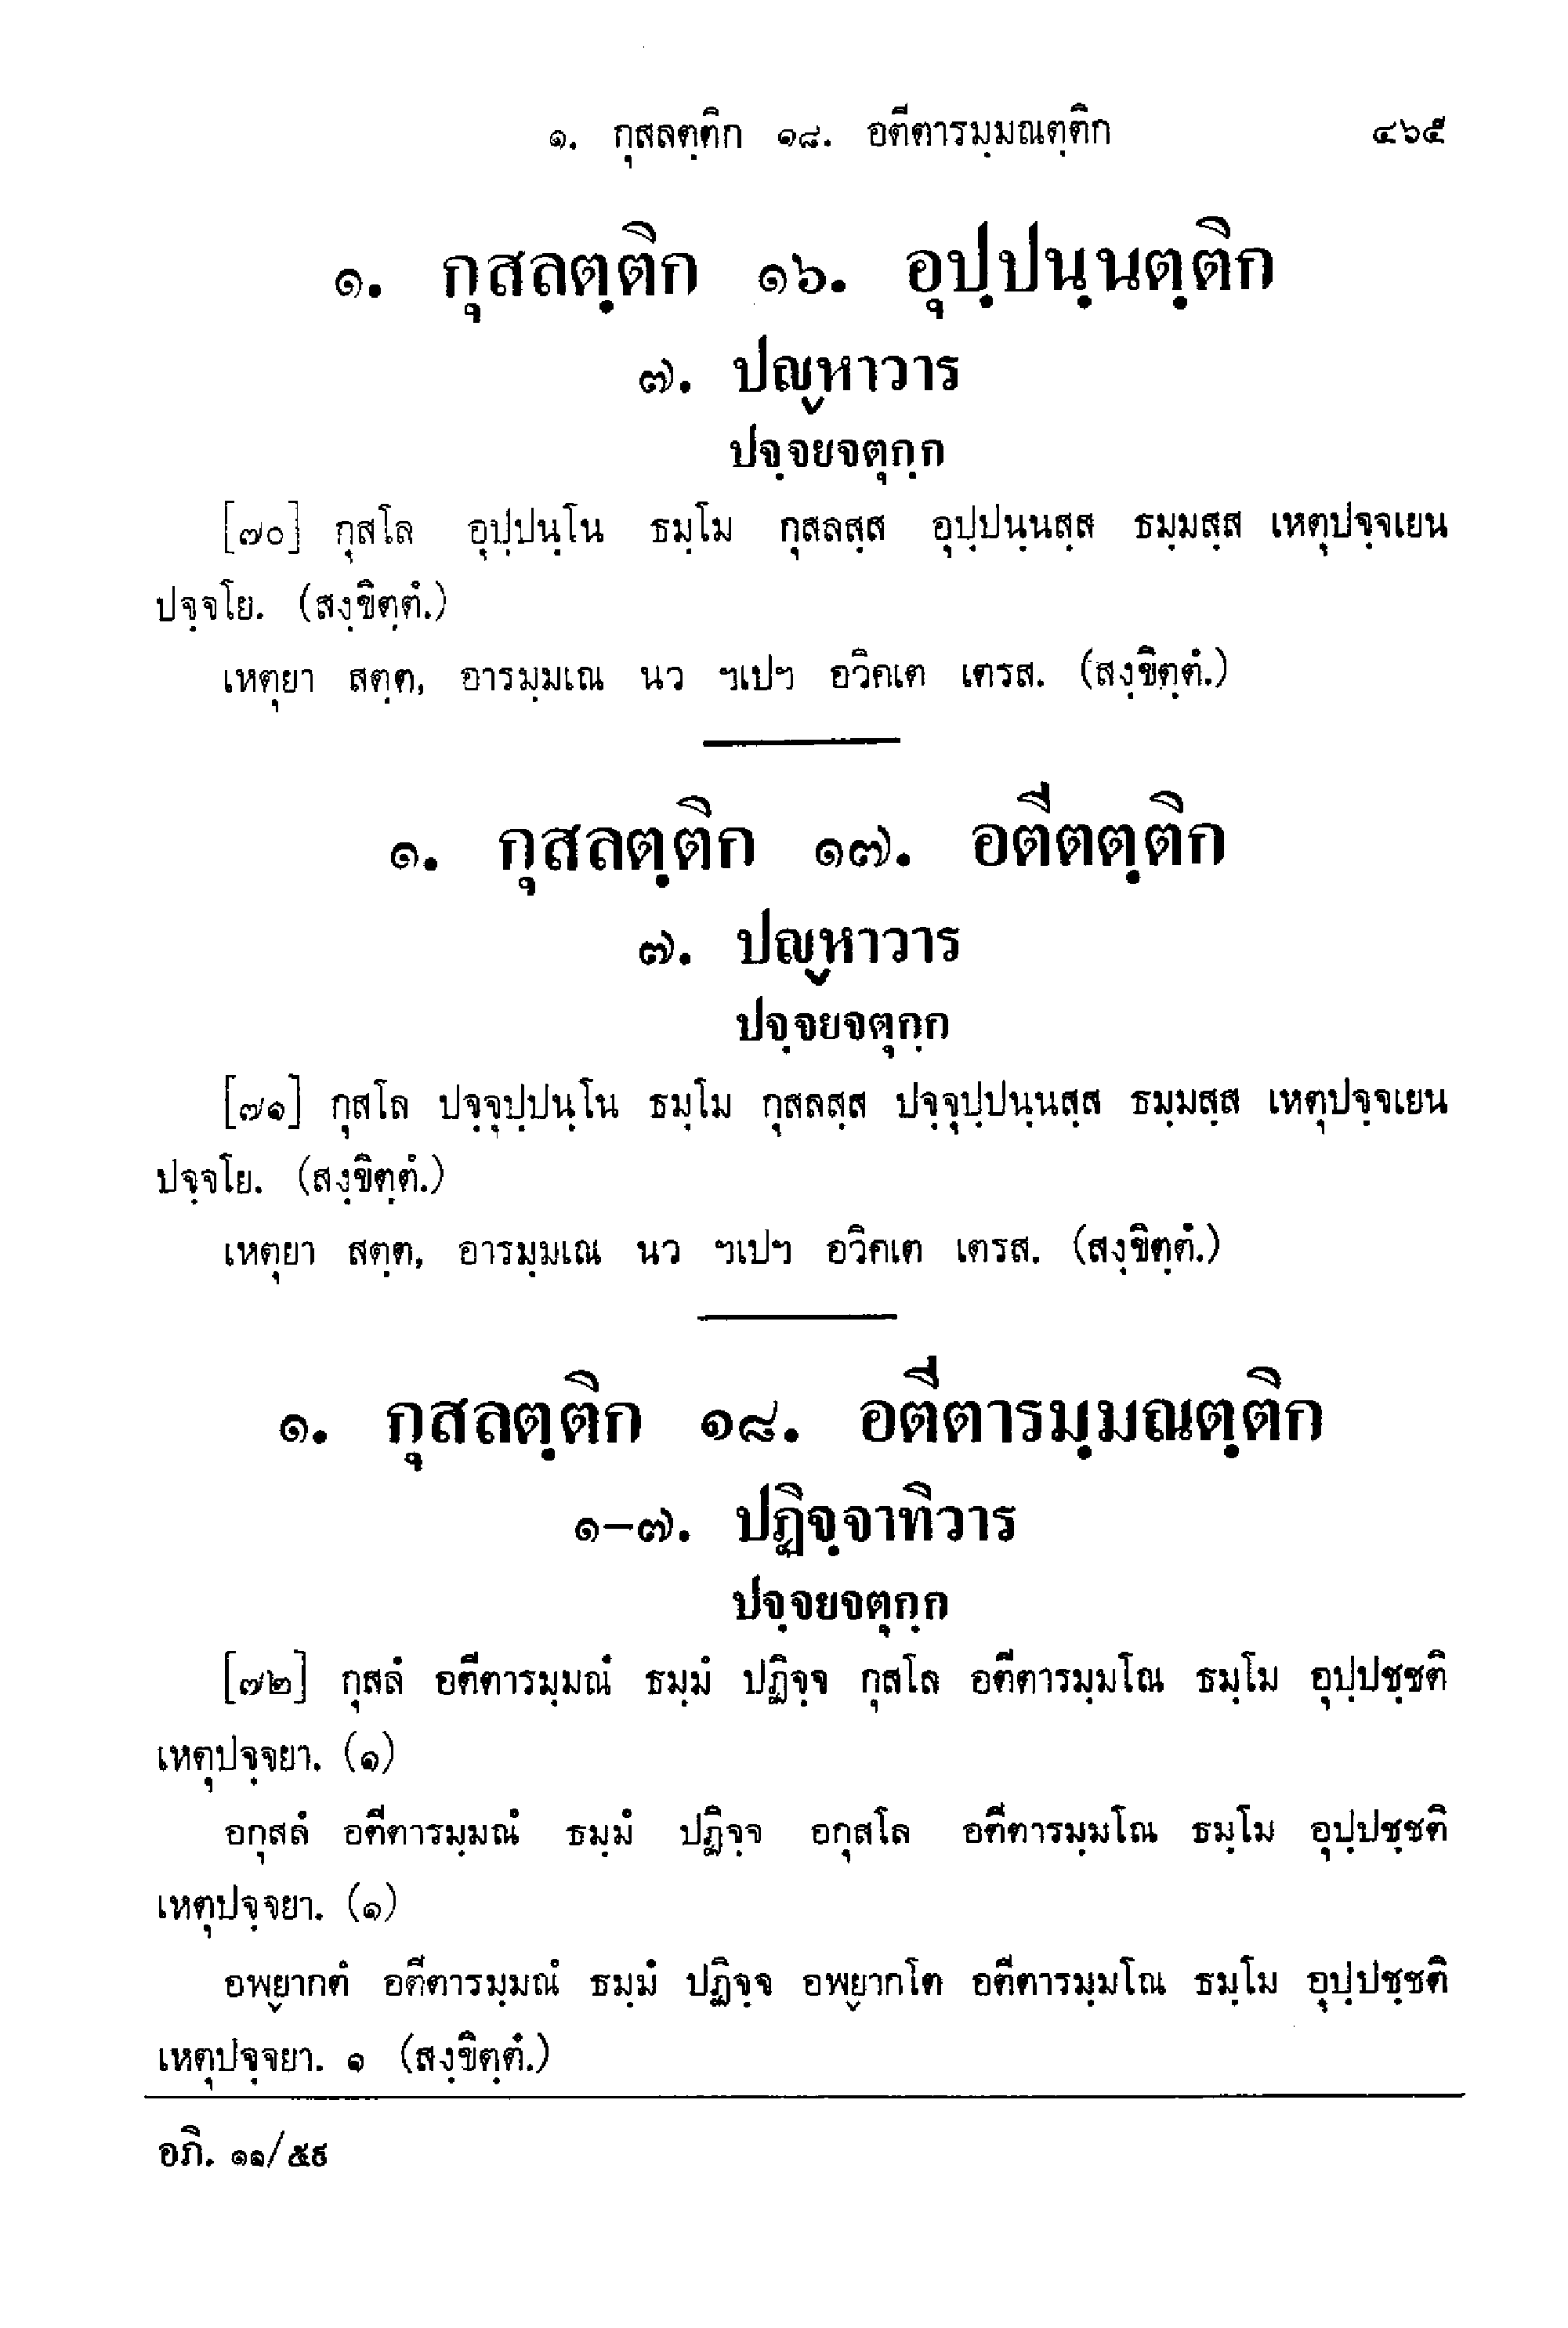 ๑. กุสลตฺติก ๑๘. อตีตารมฺมณตฺติก ๔๖๕
๑. กุสลตฺติก ๑๖. อุปฺปนฺนตฺติก
๗. ปญฺหาวาร
ปจฺจยจตุกฺก
[๗๐] กุสโล อุปฺปนฺโน ธมฺโม กุสลสฺส อุปฺปนฺนสฺส ธมฺมสฺส เหตุปจฺจเยน
ปจฺจโย. (สงฺขิตฺตํ.)
เหตุยา สตฺต, อารมฺมเณ นว ฯเปฯ อวิคเต เตรส. (สงฺขิตฺตํ.)
๑. กุสลตฺติก ๑๗. อตีตตฺติก
๗. ปญฺหาวาร
ปจฺจยจตุกฺก
[๗๑] กุสโล ปจฺจุปฺปนฺโน ธมฺโม กุสลสฺส ปจฺจุปฺปนฺนสฺส ธมฺมสฺส เหตุปจฺจเยน
ปจฺจโย. (สงฺขิตฺตํ.)
เหตุยา สตฺต, อารมฺมเณ นว ฯเปฯ อวิคเต เตรส. (สงฺขิตฺตํ.)
๑. กุสลตฺติก ๑๘. อตีตารมฺมณตฺติก
๑-๗. ปฏิจฺจาทิวาร
ปจฺจยจตุกฺก
[๗๒] กุสลํ อตีตารมฺมณํ ธมฺมํ ปฏิจฺจ กุสโล อตีตารมฺมโณ ธมฺโม อุปฺปชฺชติ
เหตุปจฺจยา. (๑)
อกุสลํ อตีตารมฺมณํ ธมฺมํ ปฏิจฺจ อกุสโล อตีตารมฺมโณ ธมฺโม อุปฺปชฺชติ
เหตุปจฺจยา. (๑)
อพฺยากตํ อตีตารมฺมณํ ธมฺมํ ปฏิจฺจ อพฺยากโต อตีตารมฺมโณ ธมฺโม อุปฺปชฺชติ
เหตุปจฺจยา. ๑ (สงฺขิตฺตํ.)
อภิ. ๑๑/๕๙